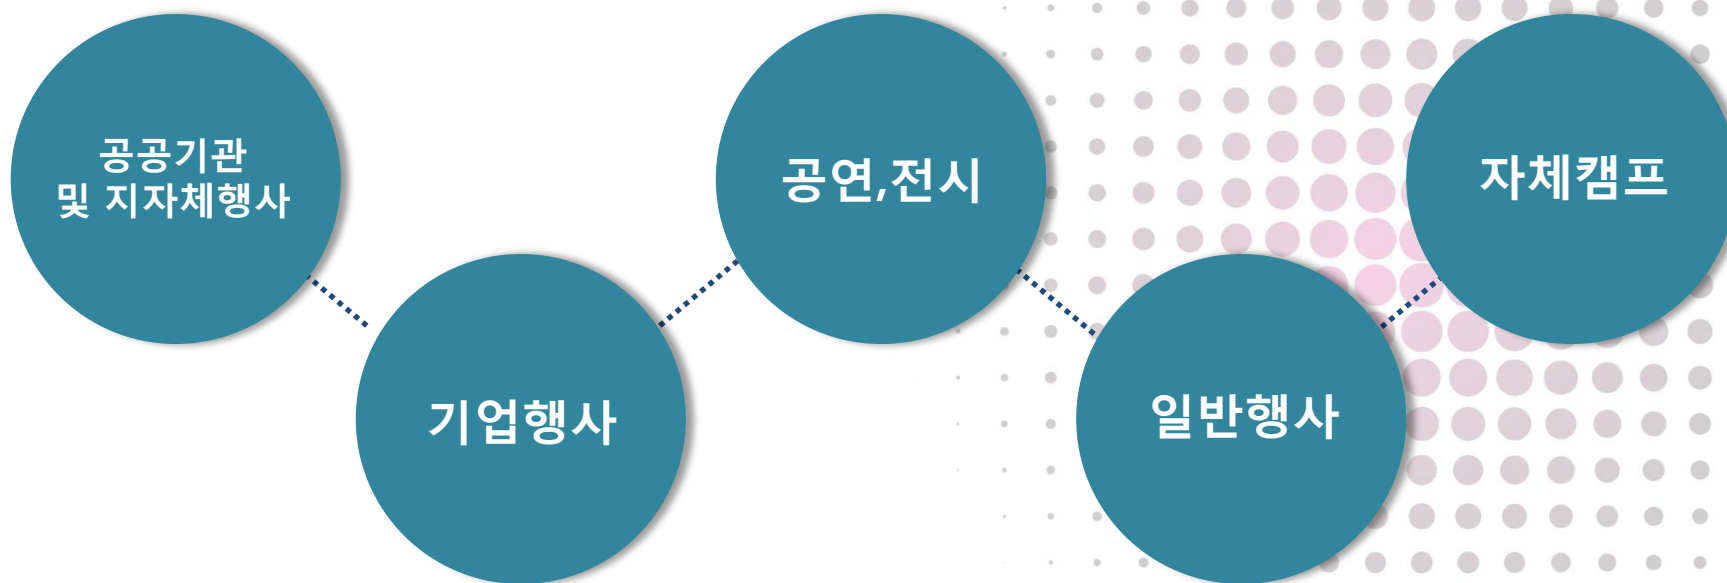 공공기관
및 지자체행사
기업행사
공연,전시
일반행사
자체캠프